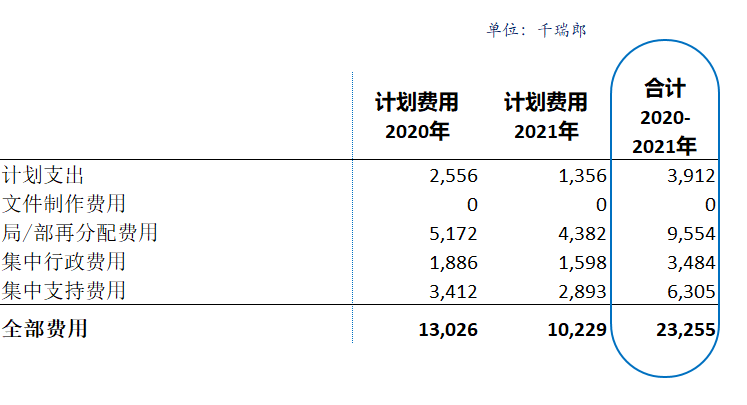 单位：千瑞郎
计划费用 计划费用 合计
2020年 2021年 2020-
2021年
计划支出 2,556 1,356 3,912
文件制作费用 0 0 0
局/部再分配费用 5,172 4,382 9,554
集中行政费用 1,886 1,598 3,484
集中支持费用 3,412 2,893 6,305
全部费用 13,026 10,229 23,255